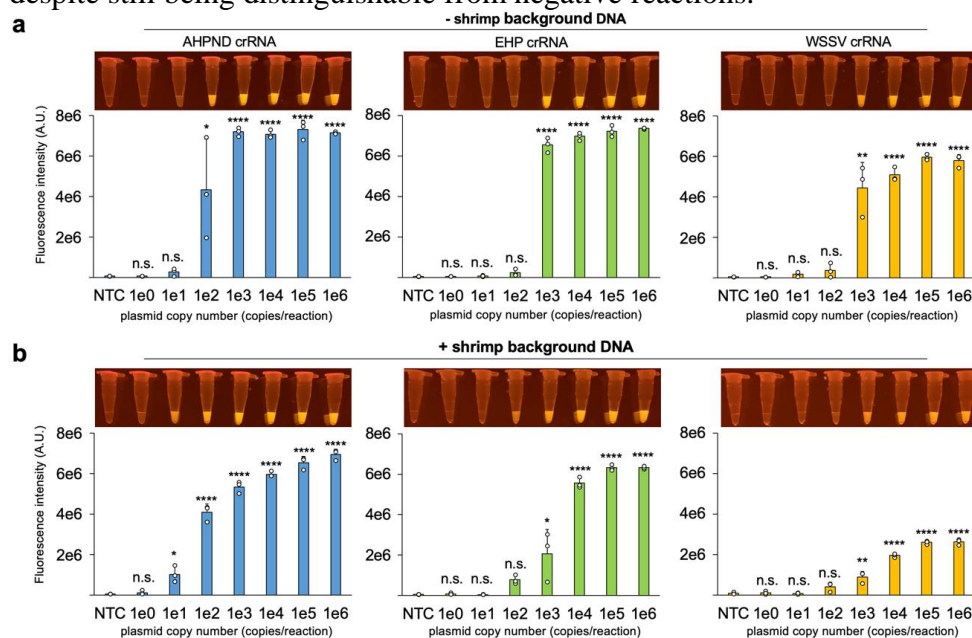 despite still being distinguishable from negative reactions.
a
- shrimp background DNA
AHPND crRNA EHP crRNA WSSV crRNA
Fluorescence intensity (A.U.)
8e6
6e6
4e6
2e6
n.s. n.s. * **** **** **** ****
NTC 1e0 1e1 1e2 1e3 1e4 1e5 1e6
plasmid copy number (copies/reaction)
8e6
6e6
4e6
2e6
n.s. n.s. n.s. **** **** **** ****
NTC 1e0 1e1 1e2 1e3 1e4 1e5 1e6
plasmid copy number (copies/reaction)
8e6
6e6
4e6
2e6
n.s. n.s. n.s. ** **** **** ****
NTC 1e0 1e1 1e2 1e3 1e4 1e5 1e6
plasmid copy number (copies/reaction)
b
+ shrimp background DNA
Fluorescence intensity (A.U.)
8e6
6e6
4e6
2e6
n.s. * **** **** **** **** ****
NTC 1e0 1e1 1e2 1e3 1e4 1e5 1e6
plasmid copy number (copies/reaction)
8e6
6e6
4e6
2e6
n.s. n.s. n.s. * **** **** ****
NTC 1e0 1e1 1e2 1e3 1e4 1e5 1e6
plasmid copy number (copies/reaction)
8e6
6e6
4e6
2e6
n.s. n.s. n.s. ** **** **** ****
NTC 1e0 1e1 1e2 1e3 1e4 1e5 1e6
plasmid copy number (copies/reaction)